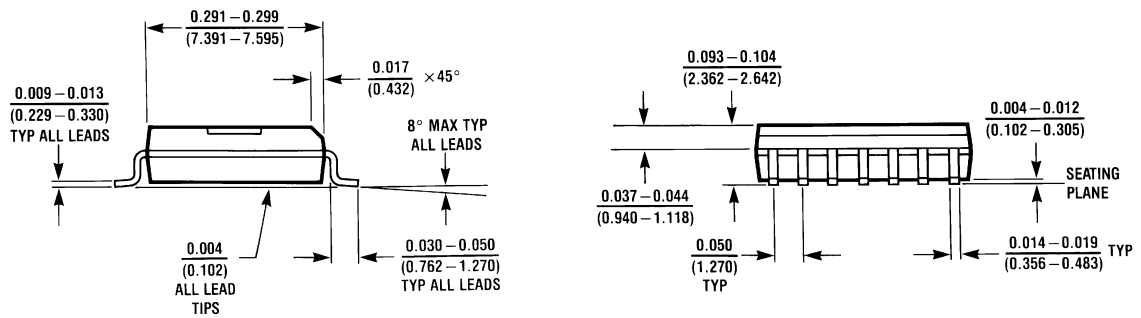 0.291 – 0.299
(7.391 – 7.595)
0.017
(0.432)
×45°
0.009 – 0.013
(0.229 – 0.330)
TYP ALL LEADS
8° MAX TYP
ALL LEADS
0.004
(0.102)
ALL LEAD
TIPS
0.030 – 0.050
(0.762 – 1.270)
TYP ALL LEADS
0.093 – 0.104
(2.362 – 2.642)
0.004 – 0.012
(0.102 – 0.305)
SEATING
PLANE
0.037 – 0.044
(0.940 – 1.118)
0.050
(1.270)
TYP
0.014 – 0.019
(0.356 – 0.483)
TYP